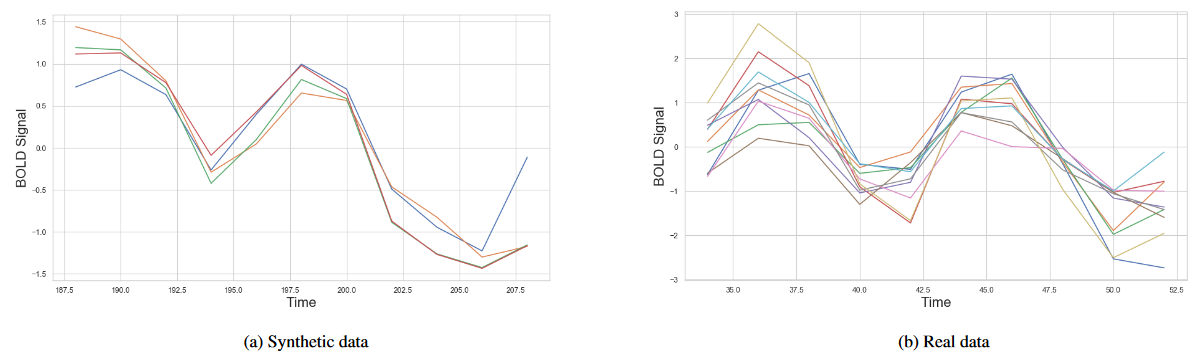 1.5
1.0
0.5
0.0
−0.5
−1.0
−1.5
BOLD Signal
187.5 190.0 192.5 195.0 197.5 200.0 202.5 205.0 207.5
Time
(a) Synthetic data
3
2
1
0
−1
−2
−3
BOLD Signal
35.0 37.5 40.0 42.5 45.0 47.5 50.0 52.5
Time
(b) Real data